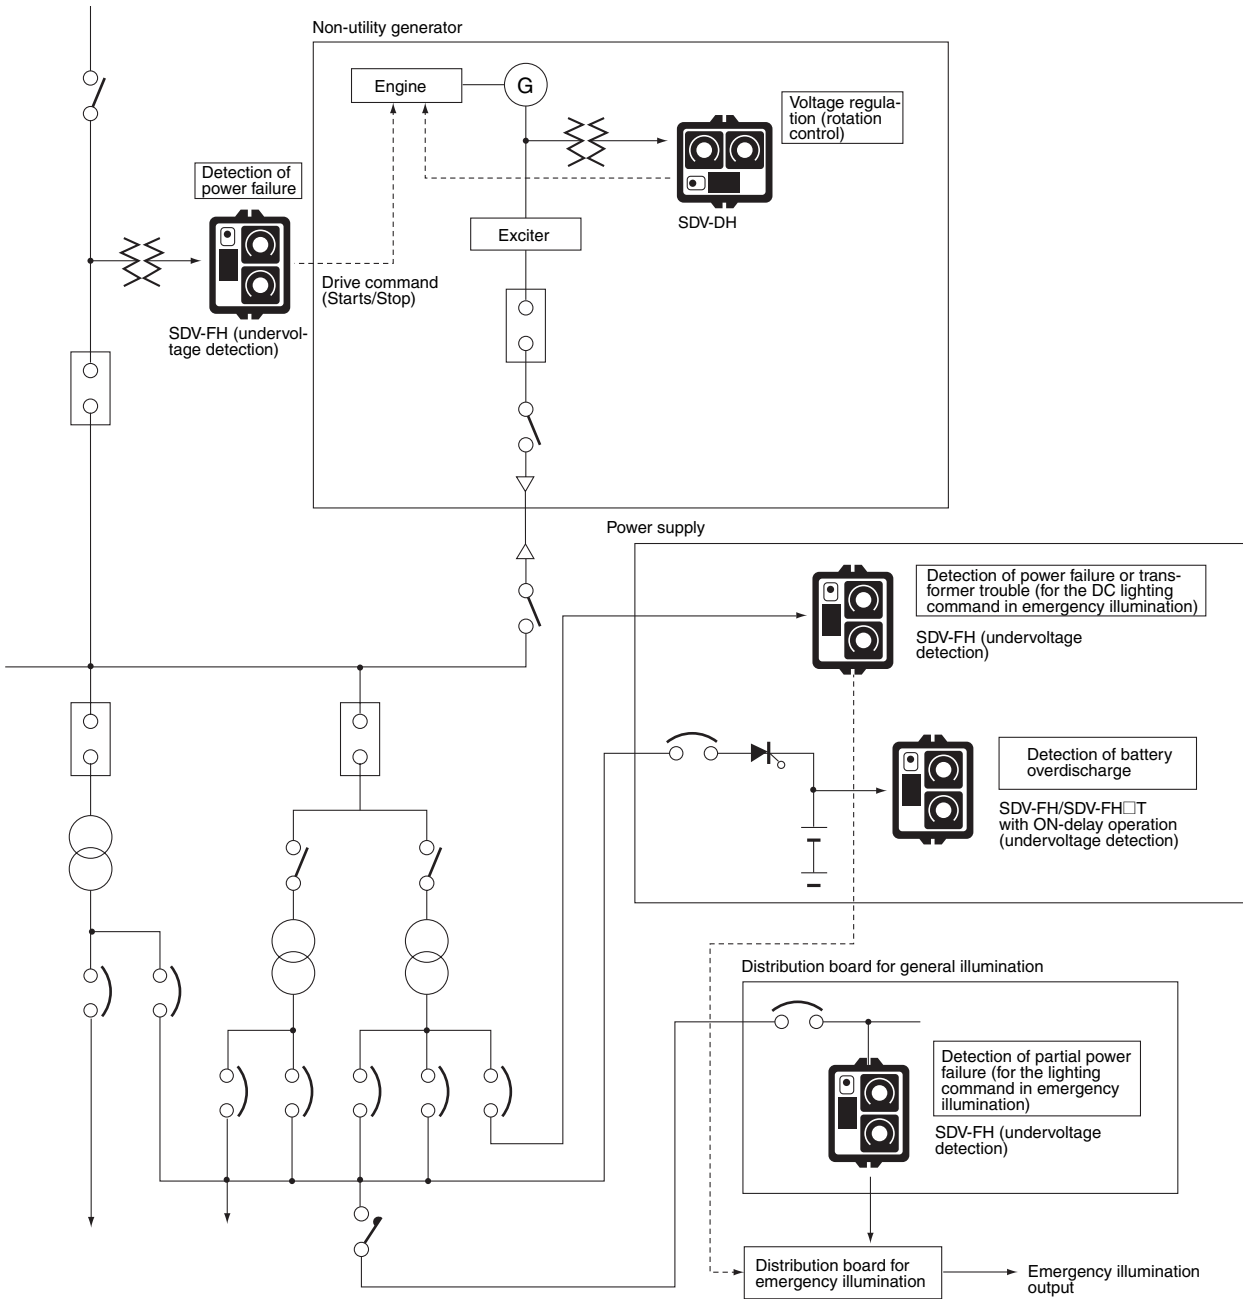 Non-utility generator
Engine
G
Voltage regula-
tion (rotation
control)
Detection of
power failure
SDV-DH
Exciter
Drive command
(Starts/Stop)
SDV-FH (undervol-
tage detection)
Power supply
Detection of power failure or trans-
former trouble (for the DC lighting
command in emergency illumination)
SDV-FH (undervoltage
detection)
Detection of battery
overdischarge
SDV-FH/SDV-FH□T
with ON-delay operation
(undervoltage detection)
Distribution board for general illumination
Detection of partial power
failure (for the lighting
command in emergency
illumination)
SDV-FH (undervoltage
detection)
Distribution board for
emergency illumination
Emergency illumination
output